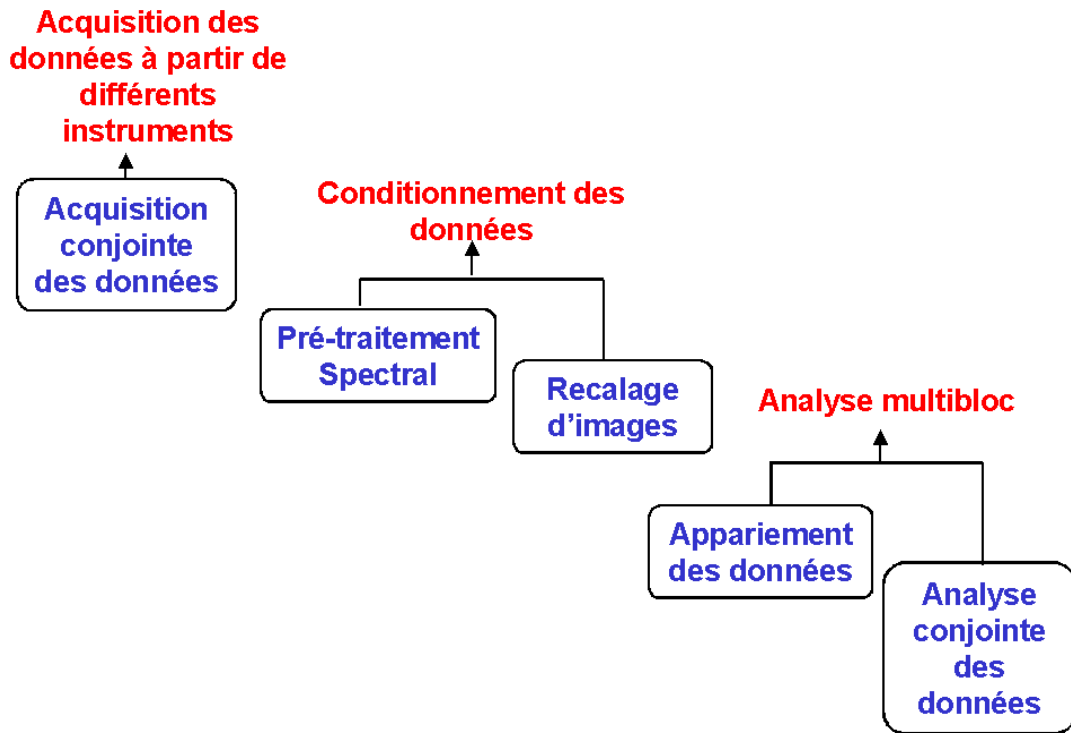 Acquisition des
données à partir de
différents
instruments
Acquisition
conjointe
des données
Conditionnement des
données
Pré-traitement
Spectral
Recalage
d’images
Analyse multibloc
Appariement
des données
Analyse
conjointe
des
données